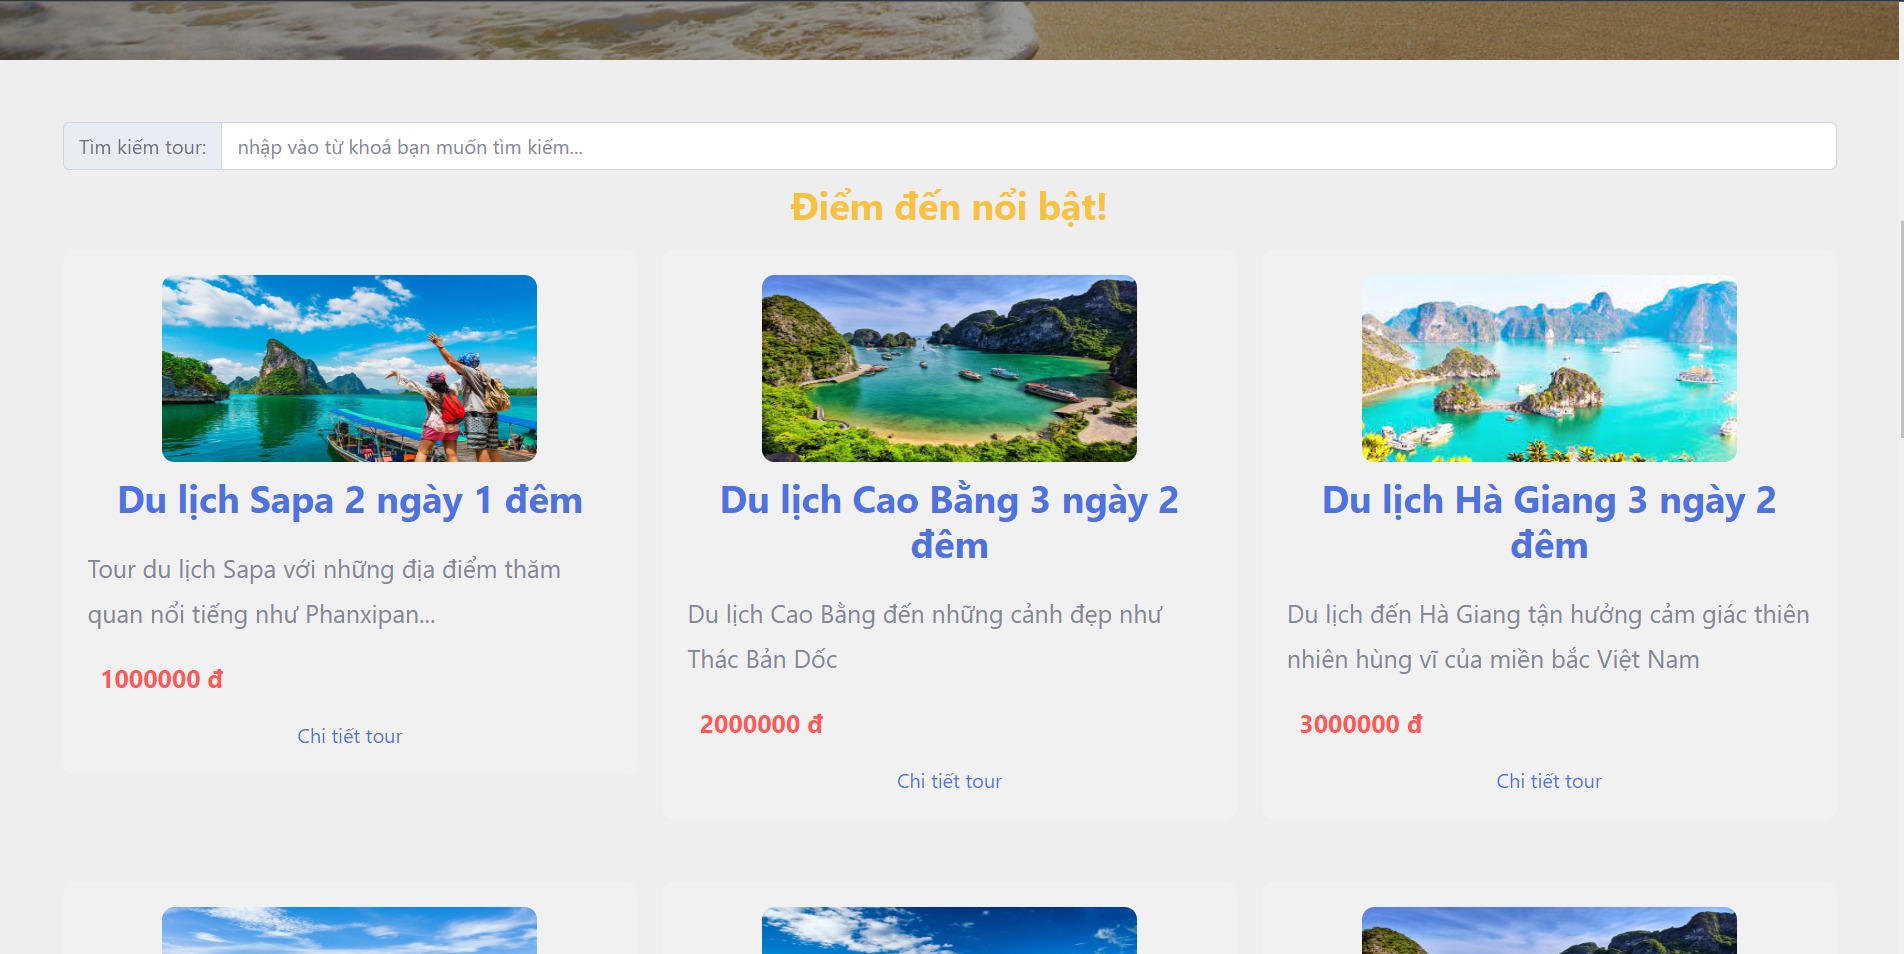 Tìm kiếm tour:
nhập vào từ khoá bạn muốn tìm kiếm...
Điểm đến nổi bật!
Du lịch Sapa 2 ngày 1 đêm
Tour du lịch Sapa với những địa điểm thăm
quan nổi tiếng như Phanxipan...
1000000 đ
Chi tiết tour
Du lịch Cao Bằng 3 ngày 2
đêm
Du lịch Cao Bằng đến những cảnh đẹp như
Thác Bản Dốc
2000000 đ
Chi tiết tour
Du lịch Hà Giang 3 ngày 2
đêm
Du lịch đến Hà Giang tận hưởng cảm giác thiên
nhiên hùng vĩ của miền bắc Việt Nam
3000000 đ
Chi tiết tour